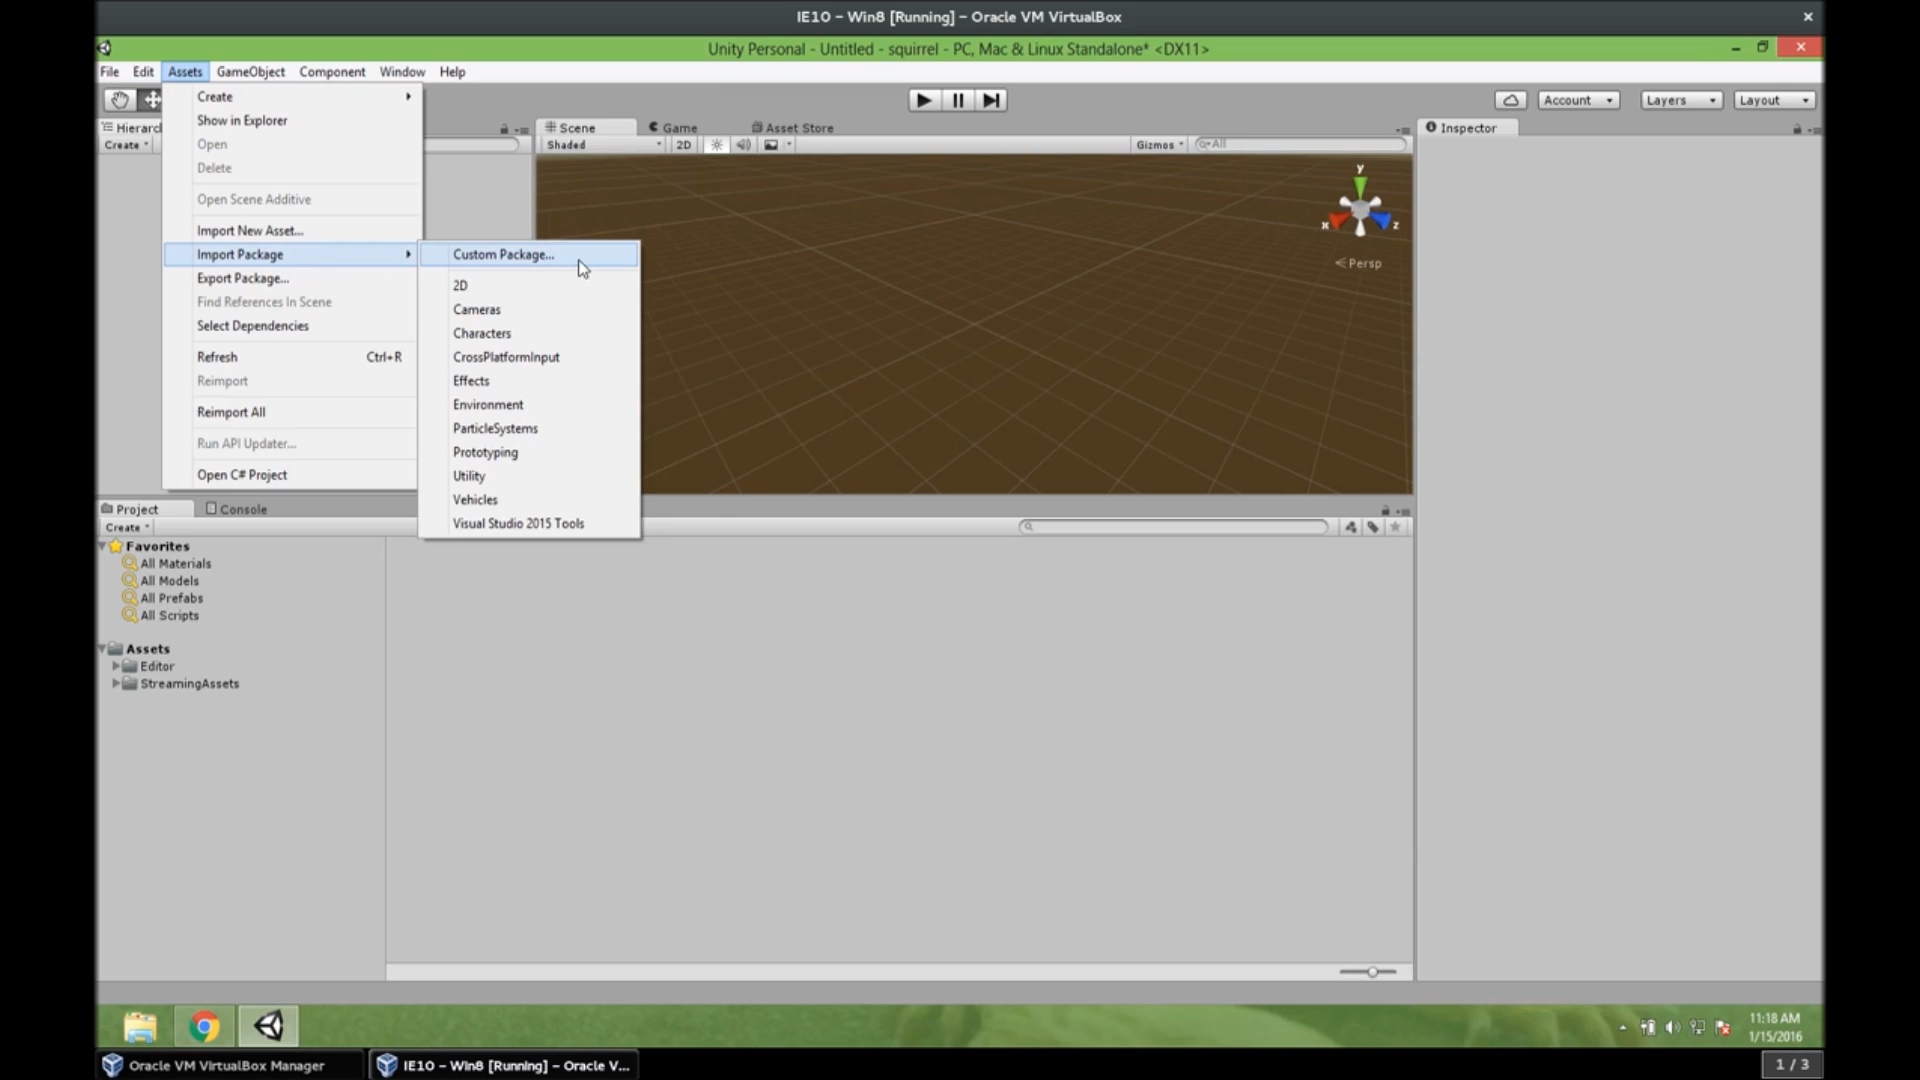 IE10 – Win8 [Running] – Oracle VM VirtualBox
Unity Personal - Untitled - squirrel - PC, Mac & Linux Standalone* <DX11>
File Edit Assets GameObject Component Window Help
Account Layers Layout
Hierarc
Create
Scene Game Asset Store
Shaded 2D Gizmos All
Inspector
Create
Show in Explorer
Open
Delete
Open Scene Additive
Import New Asset...
Import Package
Export Package...
Find References In Scene
Select Dependencies
Refresh Ctrl+R
Reimport
Reimport All
Run API Updater...
Open C# Project
Custom Package...
2D
Cameras
Characters
CrossPlatformInput
Effects
Environment
ParticleSystems
Prototyping
Utility
Vehicles
Visual Studio 2015 Tools
y
x z
Persp
Project Console
Create
Favorites
All Materials
All Models
All Prefabs
All Scripts
Assets
Editor
StreamingAssets
11:18 AM
1/15/2016
Oracle VM VirtualBox Manager
IE10 – Win8 [Running] – Oracle V...
1 / 3